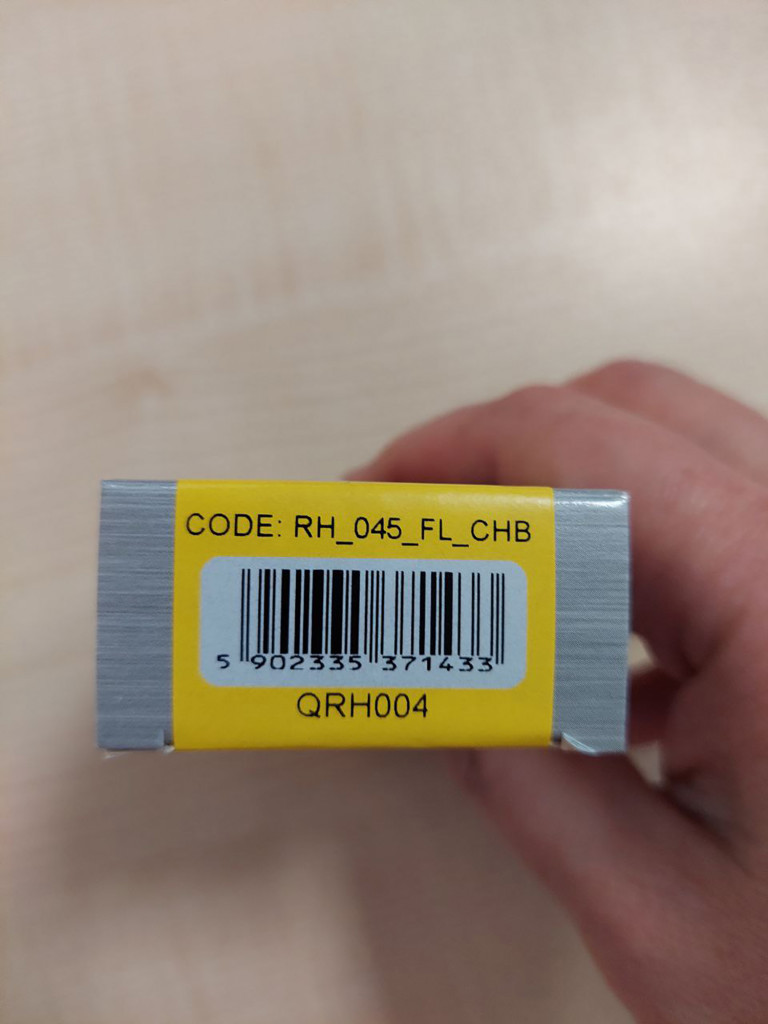 CODE: RH_045_FL_CHB
5 902335 371433
QRH004